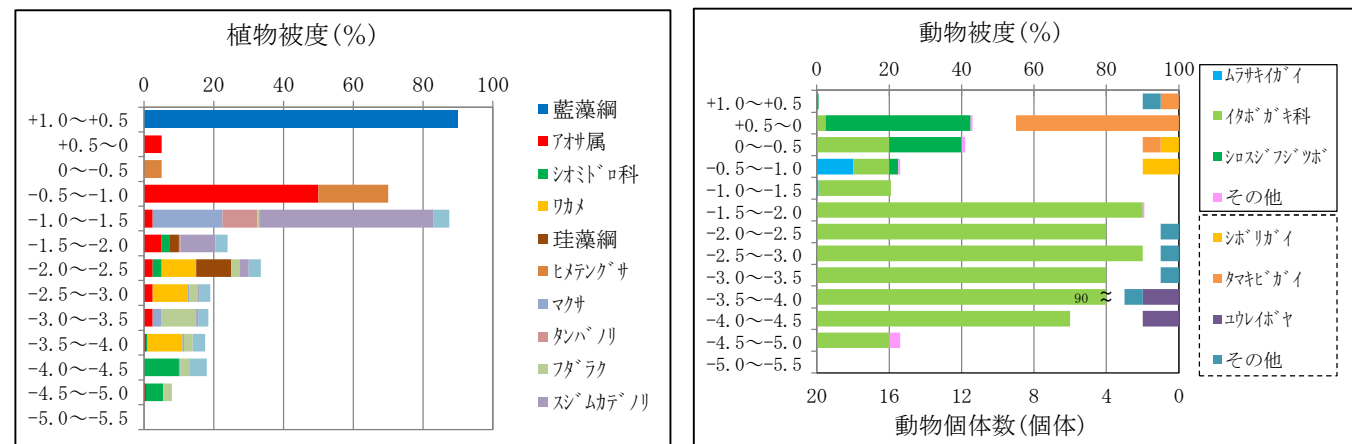 植物被度(%)
0 20 40 60 80 100
+1.0～+0.5
+0.5～0
0～-0.5
-0.5～-1.0
-1.0～-1.5
-1.5～-2.0
-2.0～-2.5
-2.5～-3.0
-3.0～-3.5
-3.5～-4.0
-4.0～-4.5
-4.5～-5.0
-5.0～-5.5
藍藻綱
ｱｵｻ属
ｼｵﾐﾄﾞﾛ科
ﾜｶﾒ
珪藻綱
ﾋﾒﾃﾝｸﾞｻ
ﾏｸｻ
ﾀﾝﾊﾞﾉﾘ
ﾌﾀﾞﾗｸ
ｽｼﾞﾑｶﾃﾞﾉﾘ
動物被度(%)
0 20 40 60 80 100
+1.0～+0.5
+0.5～0
0～-0.5
-0.5～-1.0
-1.0～-1.5
-1.5～-2.0
-2.0～-2.5
-2.5～-3.0
-3.0～-3.5
-3.5～-4.0
-4.0～-4.5
-4.5～-5.0
-5.0～-5.5
90 ≈
20 16 12 8 4 0
動物個体数(個体)
ﾑﾗｻｷｲｶﾞｲ
ｲﾀﾎﾞｶﾞｷ科
ｼﾛｽｼﾞﾌｼﾞﾂﾎﾞ
その他
ｼﾎﾞﾘｶﾞｲ
ﾀﾏｷﾋﾞｶﾞｲ
ﾕｳﾚｲﾎﾞﾔ
その他